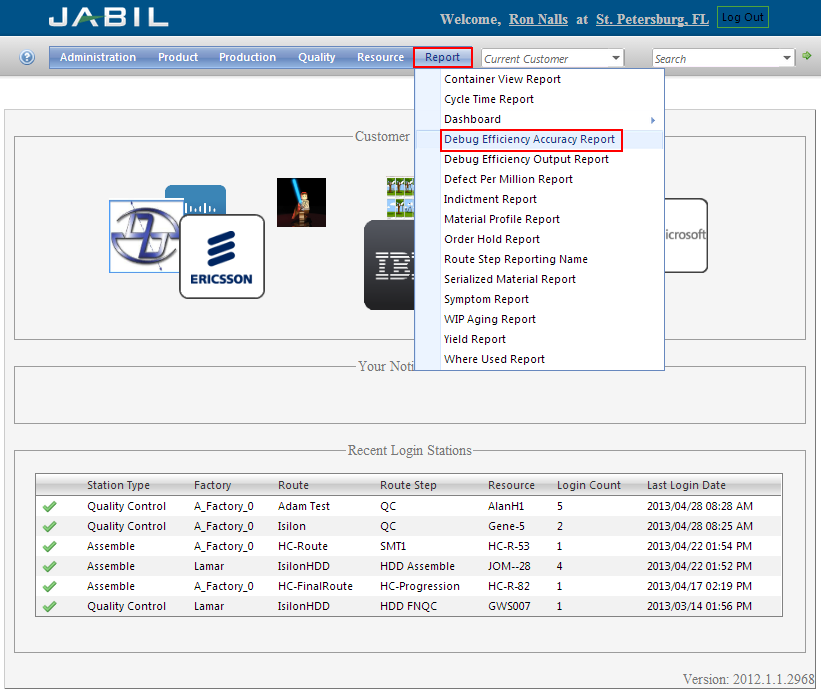 JABIL
Welcome, Ron Nalls at St. Petersburg, FL Log Out
? Administration Product Production Quality Resource Report Current Customer Search
Container View Report
Cycle Time Report
Dashboard
Customer
Debug Efficiency Accuracy Report
Debug Efficiency Output Report
Defect Per Million Report
Indictment Report
Material Profile Report
Order Hold Report
Route Step Reporting Name
Serialized Material Report
Symptom Report
WIP Aging Report
Yield Report
Where Used Report
ERICSSON
icrosoft
Recent Login Stations
Station Type Factory Route Route Step Resource Login Count Last Login Date
Quality Control A_Factory_0 Adam Test QC AlanH1 5 2013/04/28 08:28 AM
Quality Control A_Factory_0 Isilon QC Gene-5 2 2013/04/28 08:25 AM
Assemble A_Factory_0 HC-Route SMT1 HC-R-53 1 2013/04/22 01:54 PM
Assemble Lamar IsilonHDD HDD Assemble JOM--28 4 2013/04/22 01:52 PM
Assemble A_Factory_0 HC-FinalRoute HC-Progression HC-R-82 1 2013/04/17 02:19 PM
Quality Control Lamar IsilonHDD HDD FNQC GWS007 1 2013/03/14 01:56 PM
Version: 2012.1.1.2968